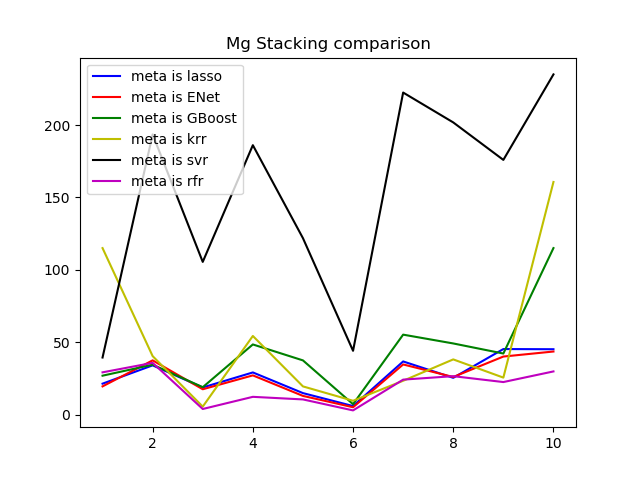 Mg Stacking comparison
meta is lasso
meta is ENet
meta is GBoost
meta is krr
meta is svr
meta is rfr
200
150
100
50
0
2 4 6 8 10